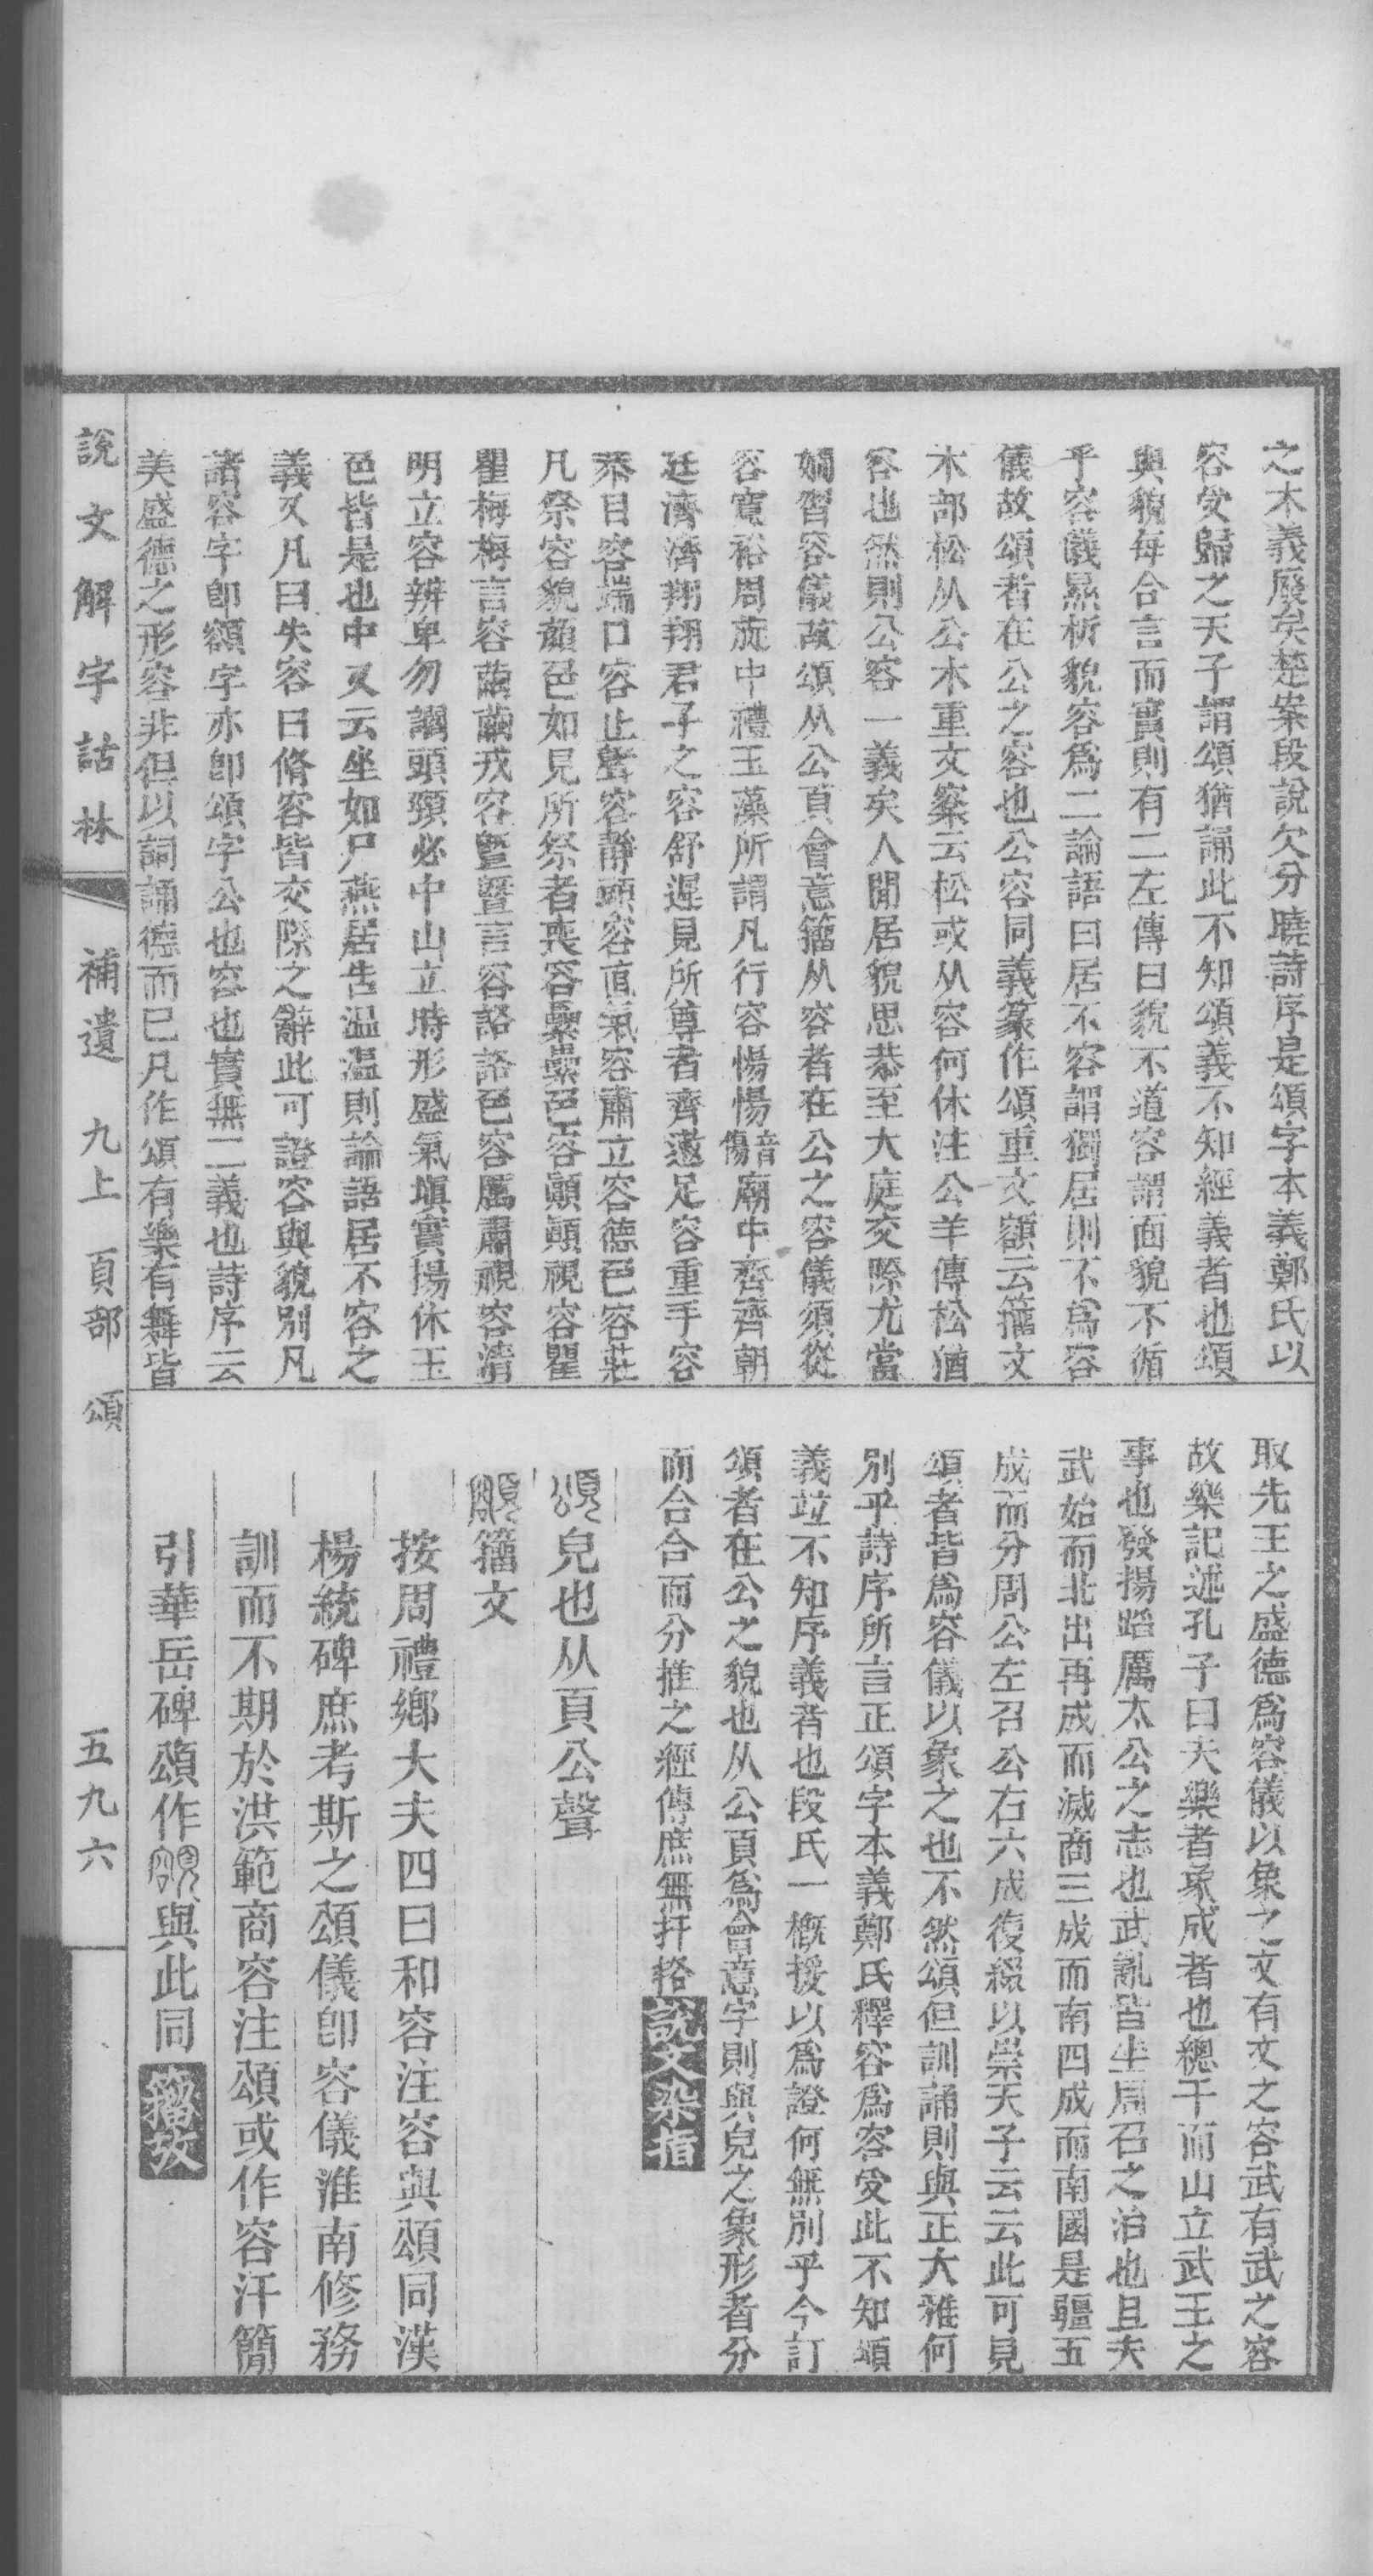 之本義廢矣楚案段說欠分曉詩序是頌字本義鄭氏以
容受歸之天子謂頌猶誦此不知頌義不知經義者也頌
與貌每合言而實則有二左傳曰貌不道容謂面貌不循
乎容儀㬎析貌容爲二論語曰居不容謂獨居則不爲容
儀故頌者在公之容也公容同義篆作頌重文額云籀文
木部松从公木重文窠云松或从容何休注公羊傳松猶
容也然則公容一義矣人閒居貌思恭至大庭交際尤當
嫺習容儀故頌从公頁會意籀从容者在公之容儀須從
容寬裕周旋中禮玉藻所謂凡行容惕惕音傷廟中齊齊朝
廷濟濟翔翔君子之容舒遲見所尊者齊遬足容重手容
恭目容端口容止聲容靜頭容直氣容肅立容德色容莊
凡祭容貌顏色如見所祭者喪容纍纍色容顚顚視容瞿
瞿梅梅言容繭繭戎容曁曁言容詻詻色容厲肅視容清
明立容辨卑勿讇頭頸必中山立時形盛氣塡實揚休玉
色皆是也中又云坐如尸燕居告温温則論語居不容之
義又凡曰失容曰脩容皆交際之辭此可證容與貌別凡
諸容字卽額字亦卽頌字公也容也實無二義也詩序云
美盛德之形容非但以詞誦德而已凡作頌有樂有舞皆
取先王之盛德爲容儀以象之文有文之容武有武之容
故樂記述孔子曰夫樂者象成者也緫干而山立武王之
事也發揚蹈厲太公之志也武亂皆坐周召之治也且夫
武始而北出再成而滅商三成而南四成而南國是疆五
成而分周公左召公右六成復綴以崇天子云云此可見
頌者皆爲容儀以象之也不然頌但訓誦則與正大雅何
別乎詩序所言正頌字本義鄭氏釋容爲容受此不知頌
義竝不知序義者也段氏一槪援以爲證何無別乎今訂
頌者在公之貌也从公頁爲會意字則與皃之象形者分
而合合而分推之經傳庶無扞格說文染指
頌皃也从頁公聲
額籀文
按周禮鄉大夫四曰和容注容與頌同漢
楊統碑庶考斯之頌儀卽容儀淮南修務
訓而不期於洪範商容注頌或作容汗簡
引華岳碑頌作額與此同籀㚼
說文解字詁林 補遺 九上 頁部 頌 五九六